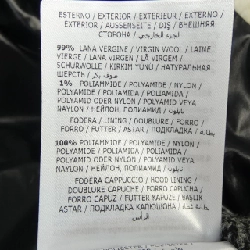 ESTERNO / EXTERIOR / EXTERIEUR / EXTERNO
/ EXTERIOR / AUSSENSEITE / DIŞ / ВНЕШНЯЯ
СТОРОНА /
99% LANA VERGINE / VIRGIN WOOL / LAINE
VIERGE / LANA VIRGEN / LÃ VIRGEM /
SCHURWOLLE / KIRKIM YÜNÜ / НАТУРАЛЬНАЯ
ШЕРСТЬ / صوف بكر
1% POLIAMMIDE / POLYAMIDE / NYLON /
POLYAMIDE / POLIAMIDA / POLIAMIDA /
POLYAMID ODER NYLON / POLYAMID VEYA
NAYLON / НЕЙЛОН / ПОЛИАМИД /
FODERA / LINING / DOUBLURE / FORRO /
FORRO / FUTTER / ASTAR / ПОДКЛАДКА /
100% POLIAMMIDE / POLYAMIDE / NYLON /
POLYAMIDE / POLIAMIDA / POLIAMIDA /
POLYAMID ODER NYLON / POLYAMID VEYA
NAYLON / НЕЙЛОН / ПОЛИАМИД /
FODERA CAPPUCCIO / HOOD LINING /
DOUBLURE CAPUCHE / FORRO CAPUCHA /
FORRO CAPUZ / FUTTER KAPUZE /
ASTAR / ПОДКЛАДКА КАПЮШОНА /